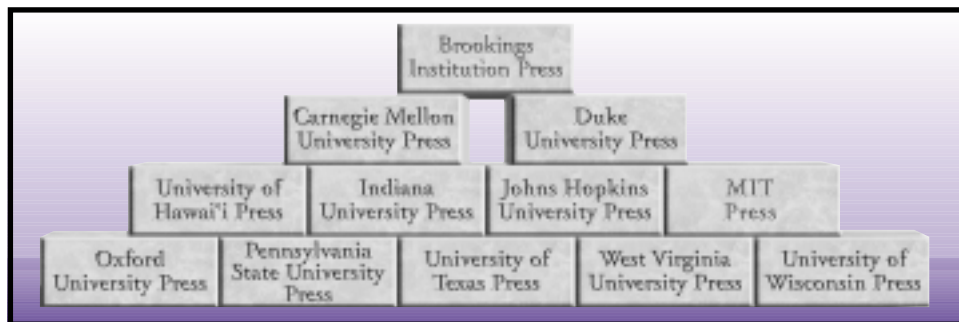 Brookings
Institution Press
Carnegie Mellon
University Press
Duke
University Press
University of
Hawai'i Press
Indiana
University Press
Johns Hopkins
University Press
MIT
Press
Oxford
University Press
Pennsylvania
State University
Press
University of
Texas Press
West Virginia
University Press
University of
Wisconsin Press